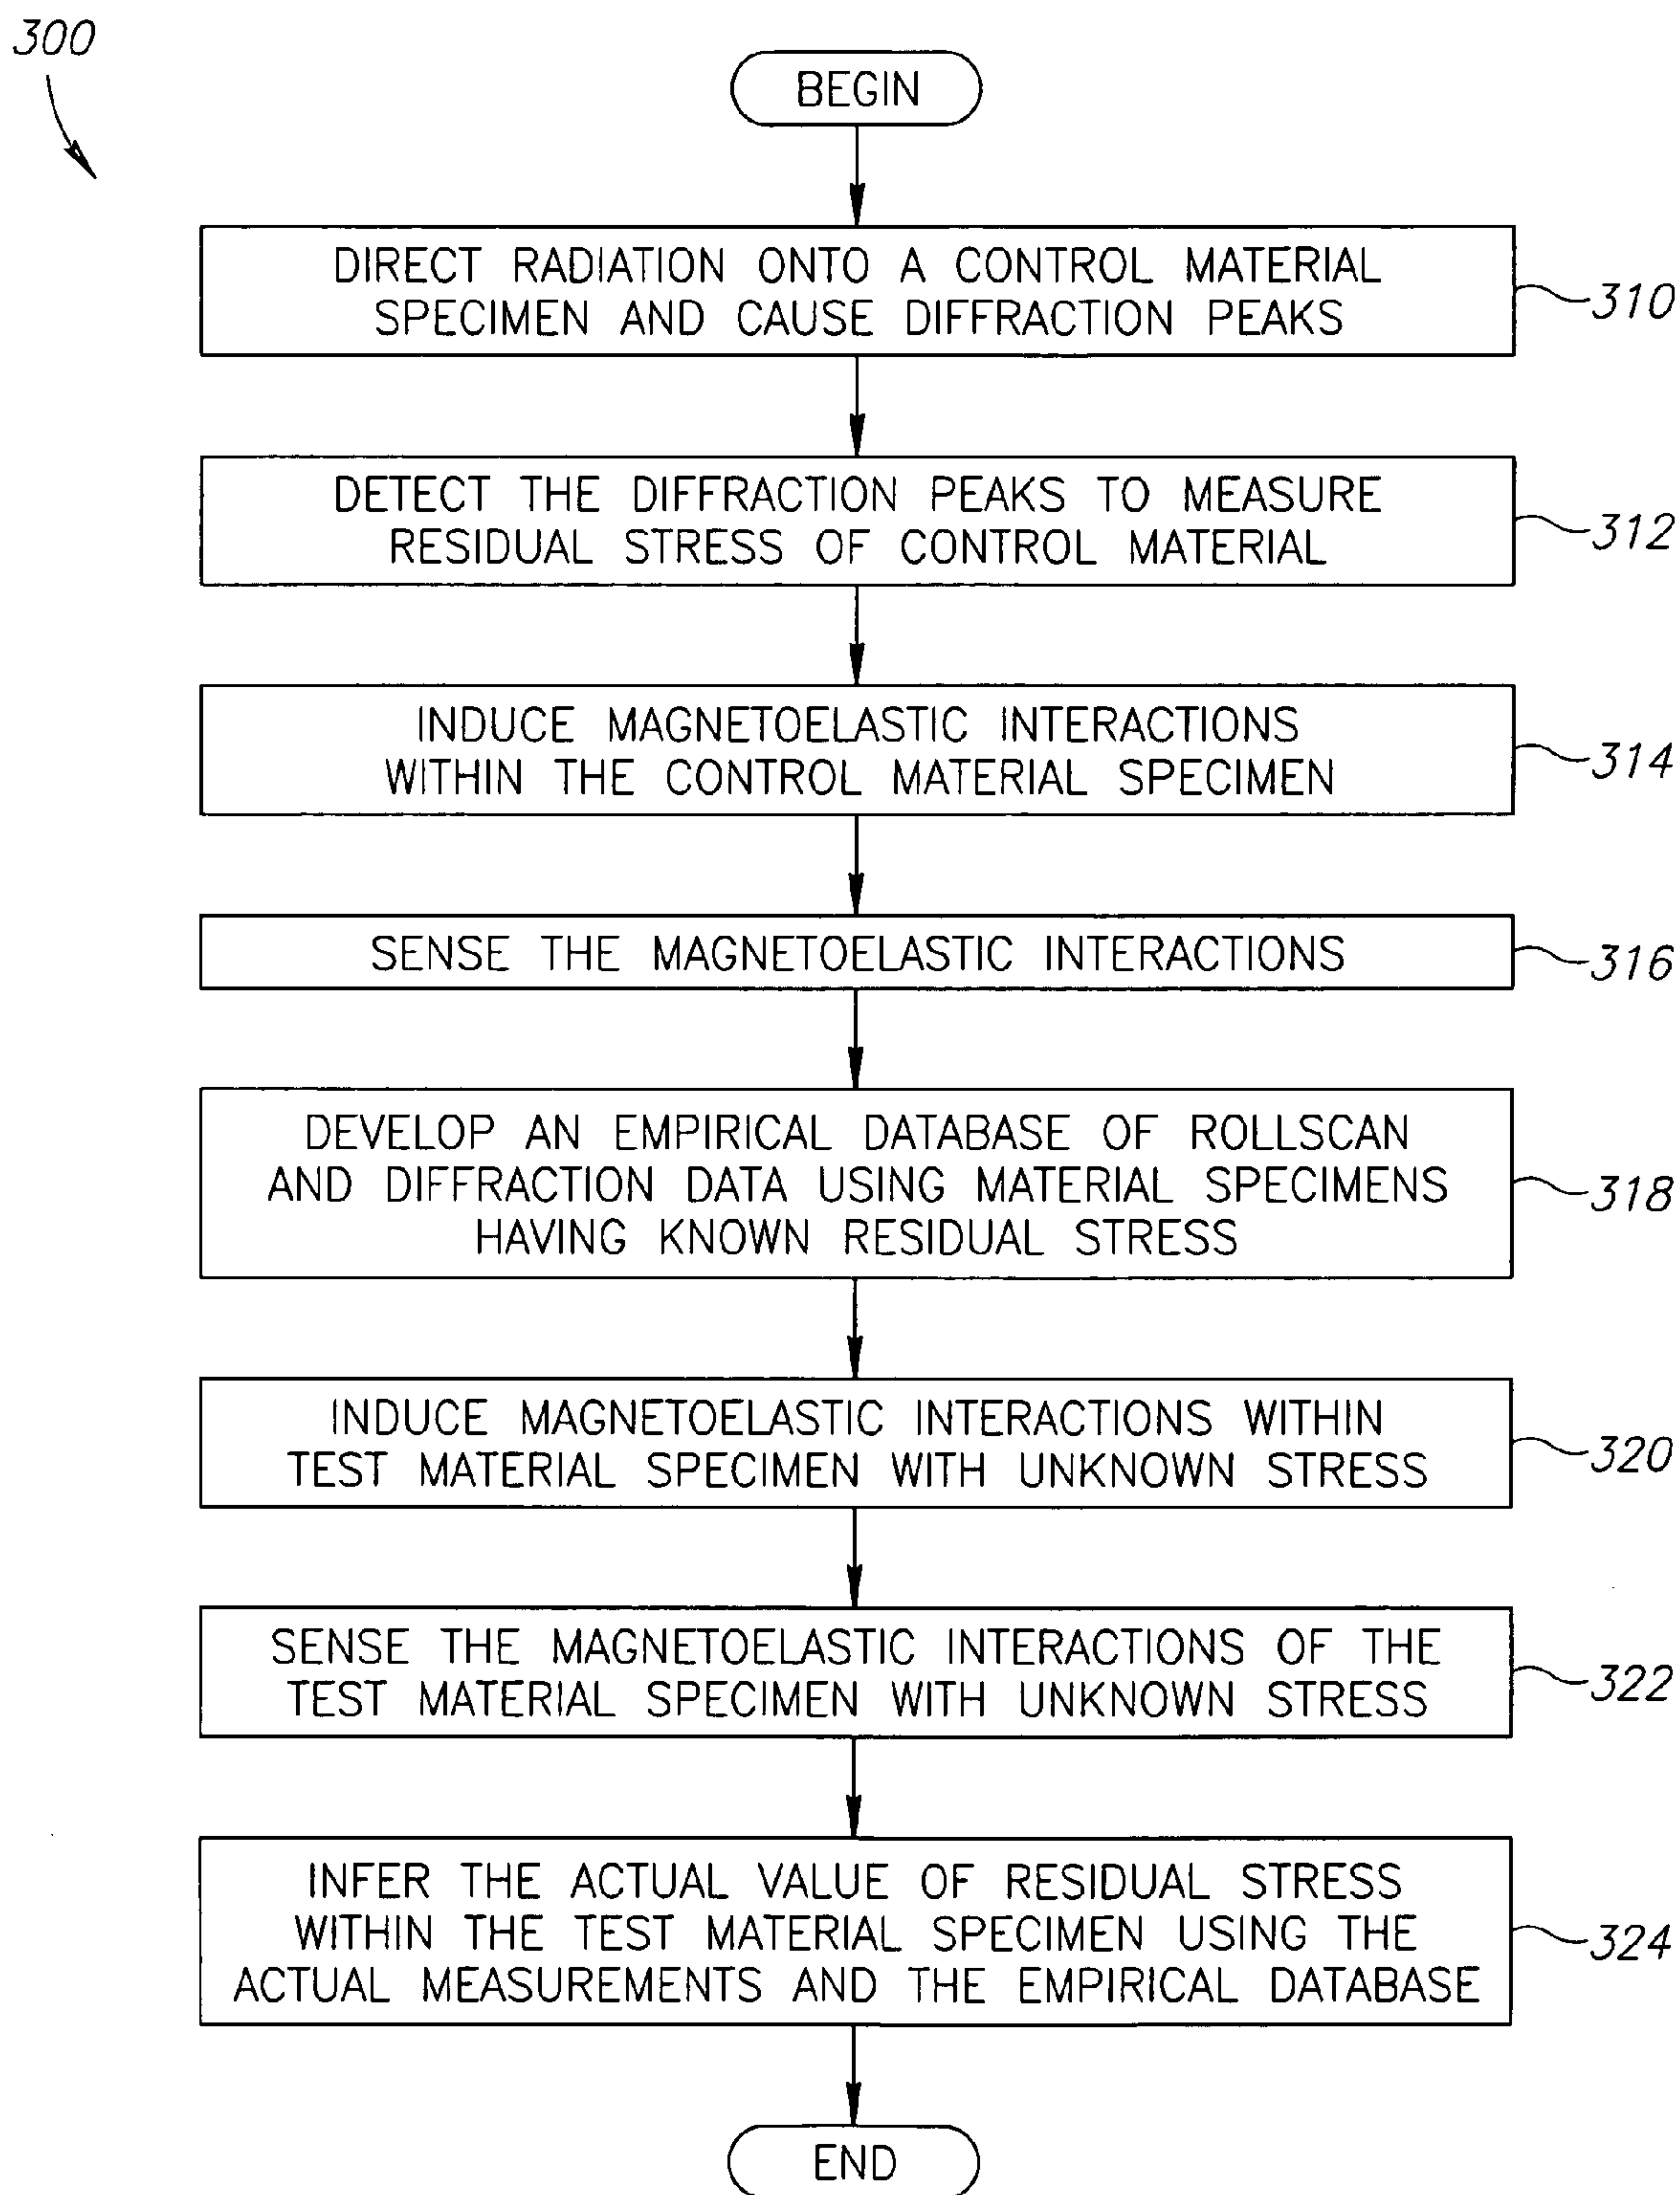 300
BEGIN
DIRECT RADIATION ONTO A CONTROL MATERIAL
SPECIMEN AND CAUSE DIFFRACTION PEAKS
310
DETECT THE DIFFRACTION PEAKS TO MEASURE
RESIDUAL STRESS OF CONTROL MATERIAL
312
INDUCE MAGNETOELASTIC INTERACTIONS
WITHIN THE CONTROL MATERIAL SPECIMEN
314
SENSE THE MAGNETOELASTIC INTERACTIONS
316
DEVELOP AN EMPIRICAL DATABASE OF ROLLSCAN
AND DIFFRACTION DATA USING MATERIAL SPECIMENS
HAVING KNOWN RESIDUAL STRESS
318
INDUCE MAGNETOELASTIC INTERACTIONS WITHIN
TEST MATERIAL SPECIMEN WITH UNKNOWN STRESS
320
SENSE THE MAGNETOELASTIC INTERACTIONS OF THE
TEST MATERIAL SPECIMEN WITH UNKNOWN STRESS
322
INFER THE ACTUAL VALUE OF RESIDUAL STRESS
WITHIN THE TEST MATERIAL SPECIMEN USING THE
ACTUAL MEASUREMENTS AND THE EMPIRICAL DATABASE
324
END